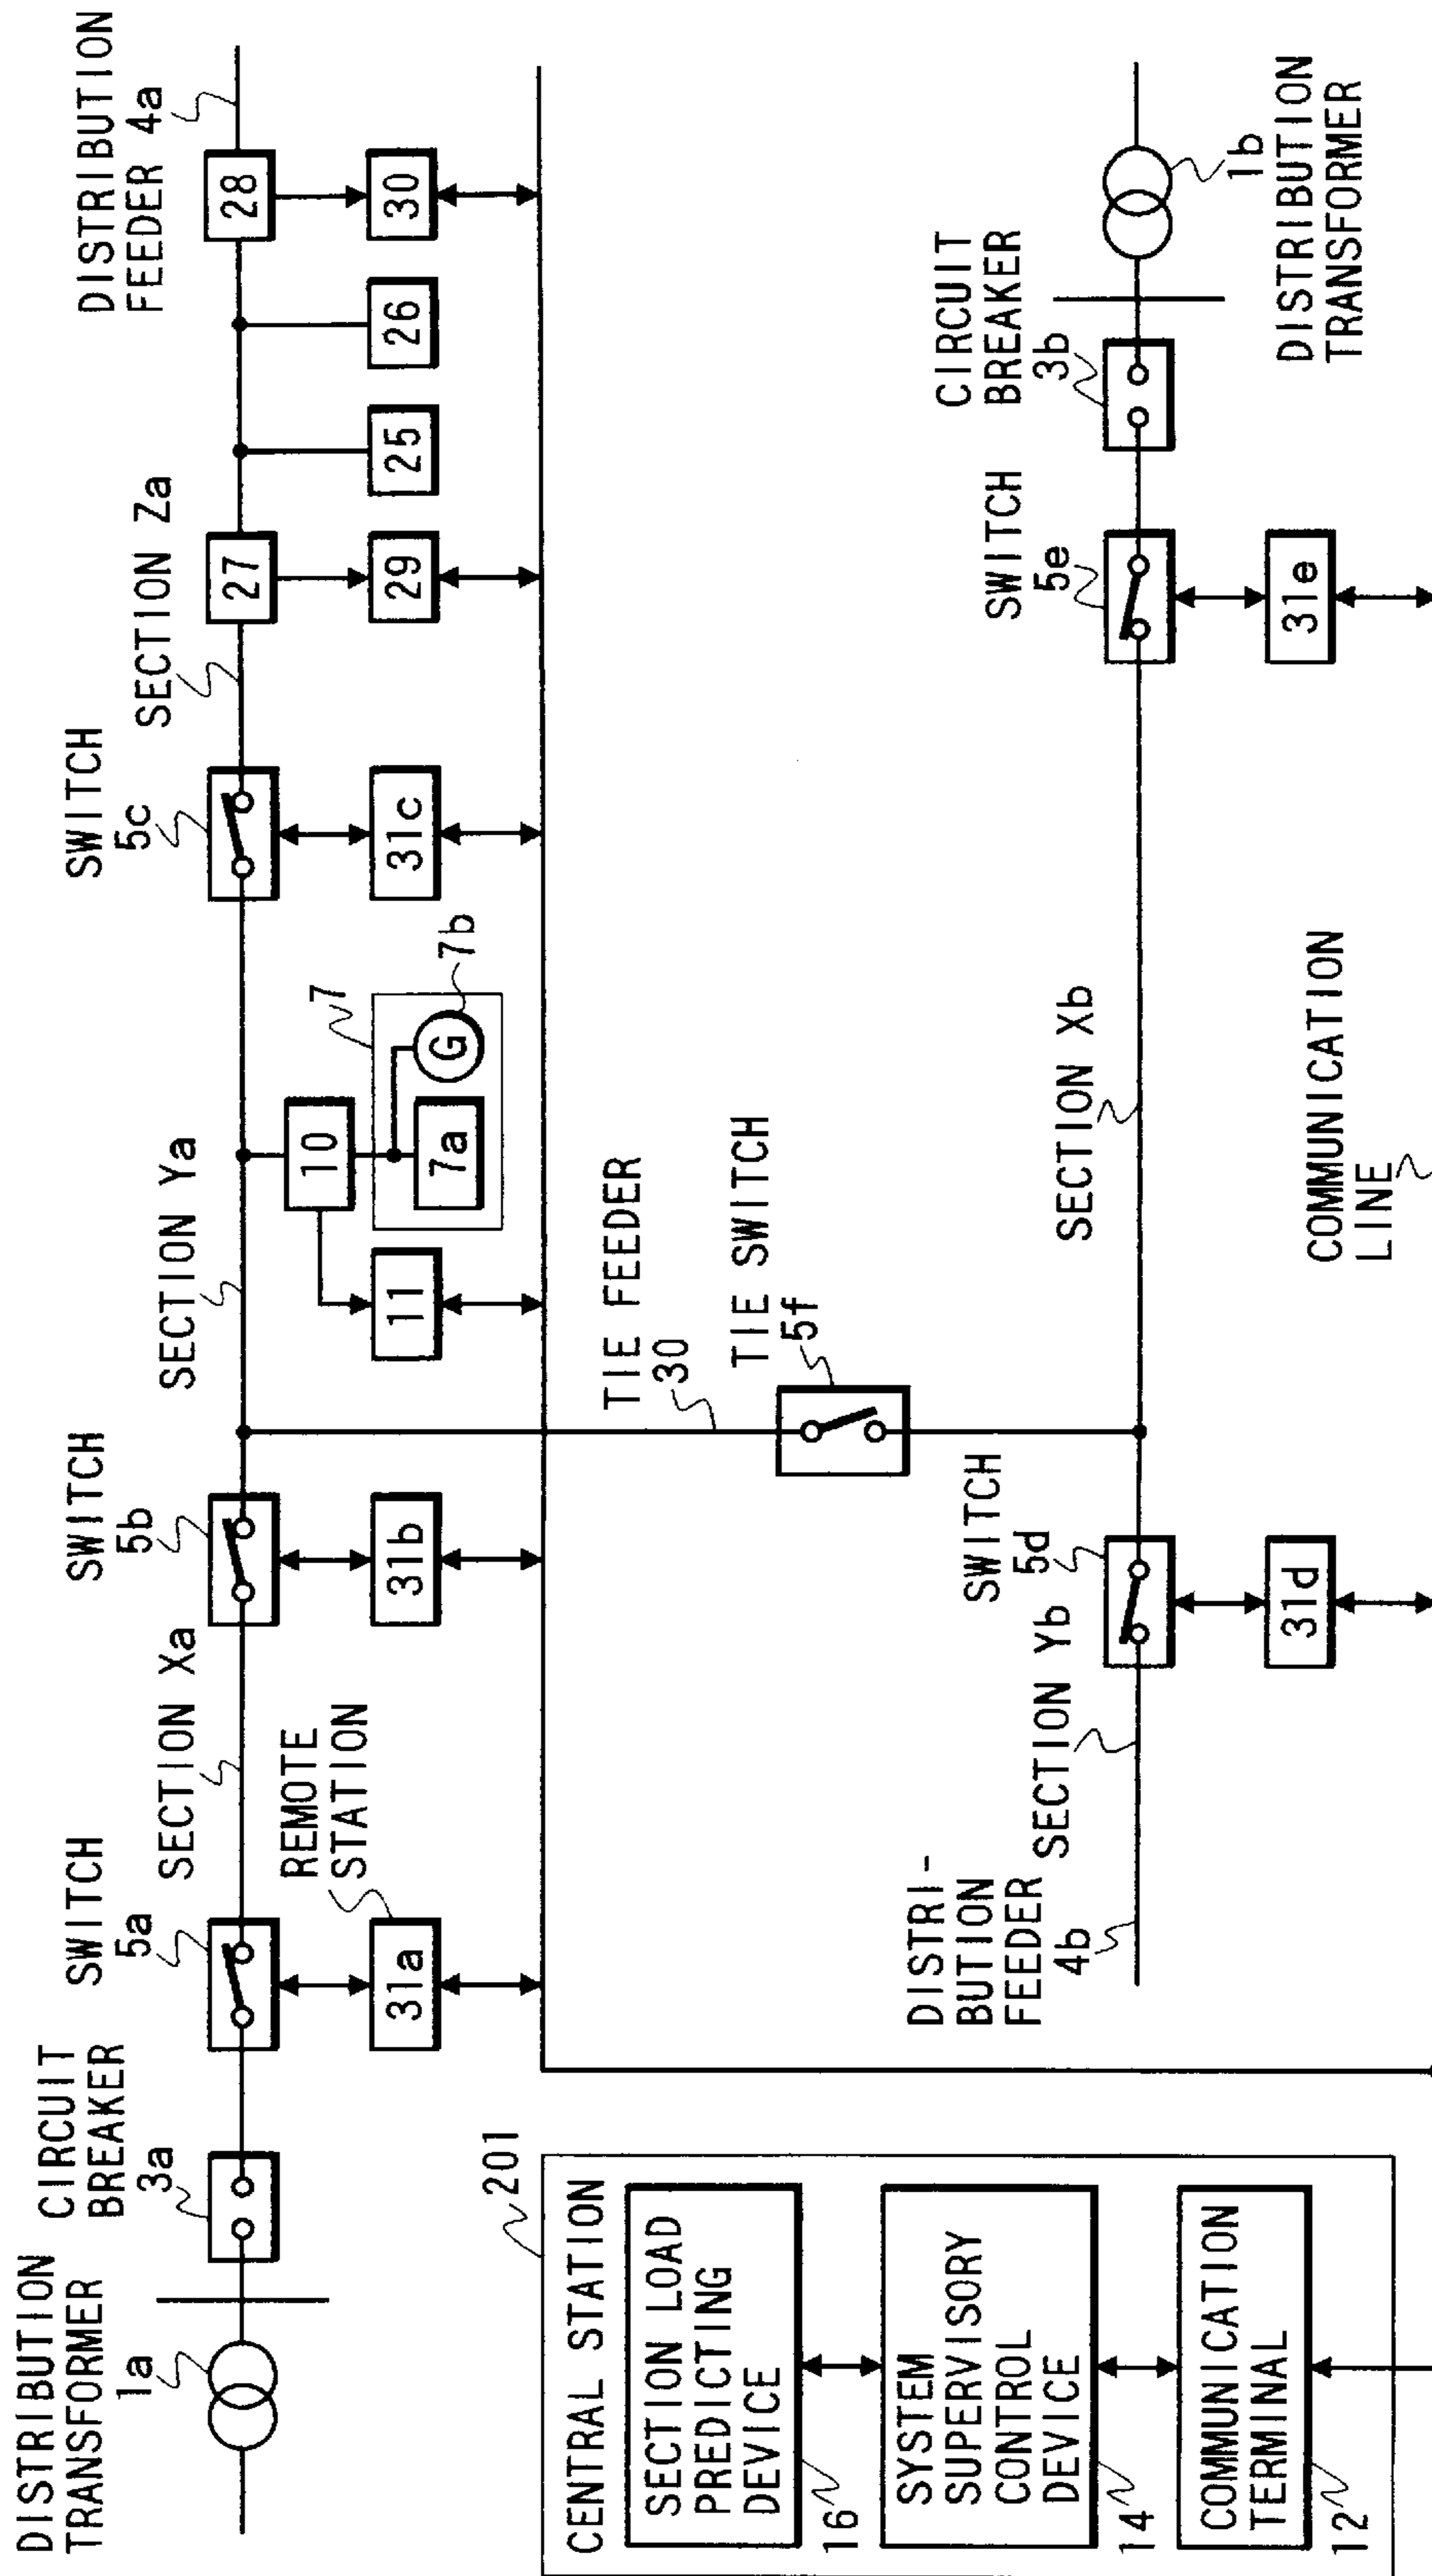 DISTRIBUTION
TRANSFORMER
1a
CIRCUIT
BREAKER
3a
SWITCH
5a
SECTION Xa
SWITCH
5b
SECTION Ya
SWITCH
5c
SECTION Za
DISTRIBUTION
FEEDER 4a
27
28
REMOTE
STATION
31a
31b
11
10
7
7a
G
7b
31c
29
25
26
30
201
CENTRAL STATION
SECTION LOAD
PREDICTING
DEVICE
16
SYSTEM
SUPERVISORY
CONTROL
DEVICE
14
COMMUNICATION
TERMINAL
12
TIE FEEDER
30
TIE SWITCH
5f
DISTRI-
BUTION
FEEDER
4b
SECTION Yb
SWITCH
5d
31d
SECTION Xb
SWITCH
5e
31e
CIRCUIT
BREAKER
3b
1b
DISTRIBUTION
TRANSFORMER
COMMUNICATION
LINE